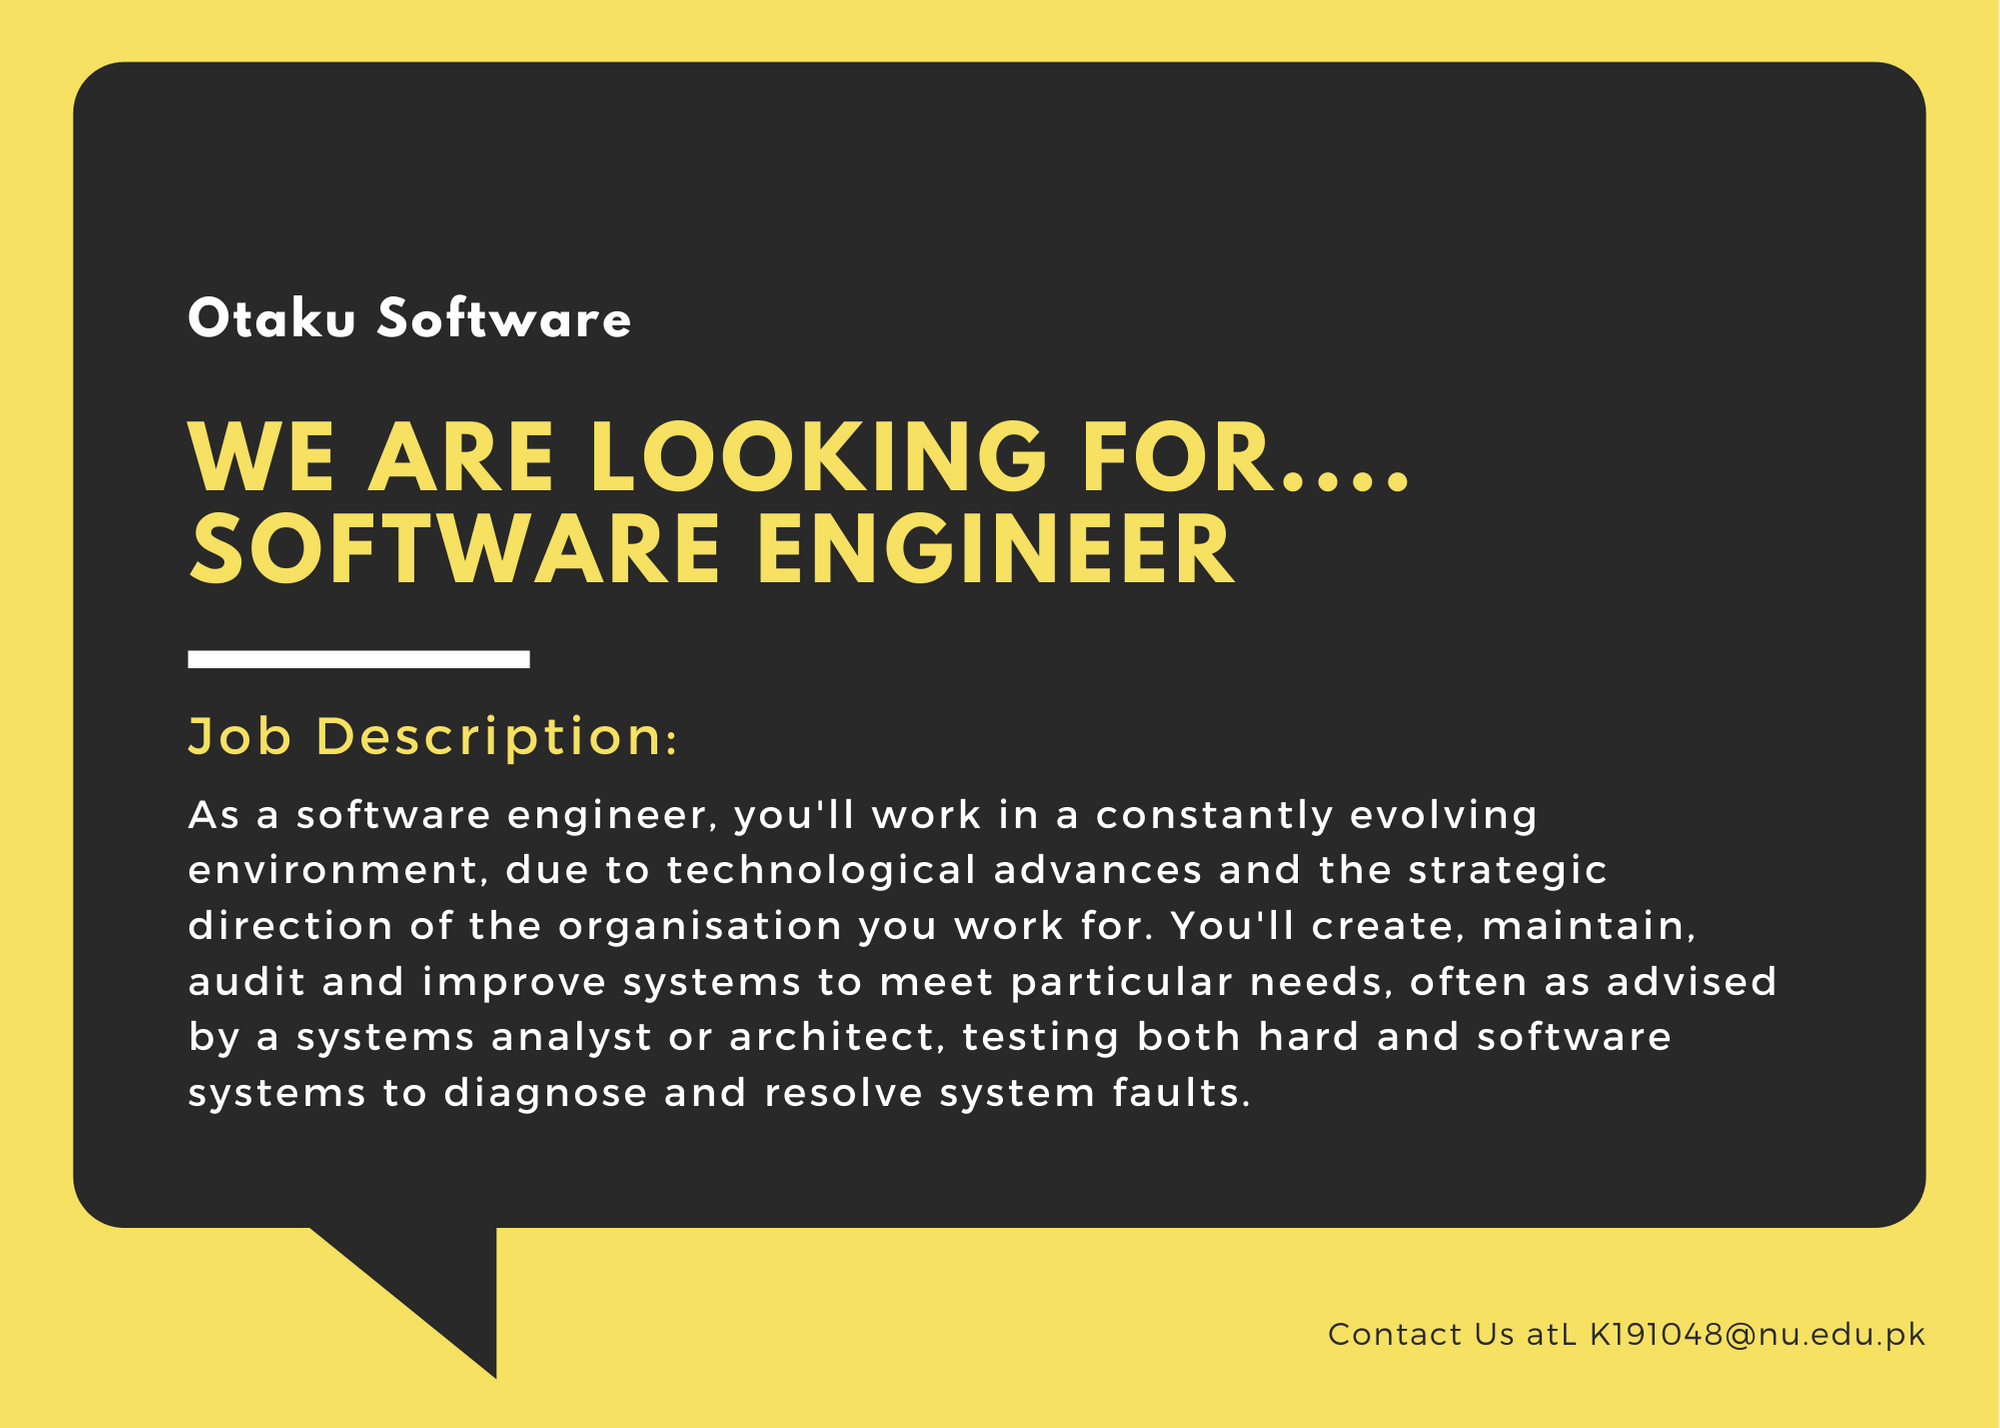 Otaku Software
WE ARE LOOKING FOR....
SOFTWARE ENGINEER
Job Description:
As a software engineer, you'll work in a constantly evolving
environment, due to technological advances and the strategic
direction of the organisation you work for. You'll create, maintain,
audit and improve systems to meet particular needs, often as advised
by a systems analyst or architect, testing both hard and software
systems to diagnose and resolve system faults.
Contact Us atL K191048@nu.edu.pk